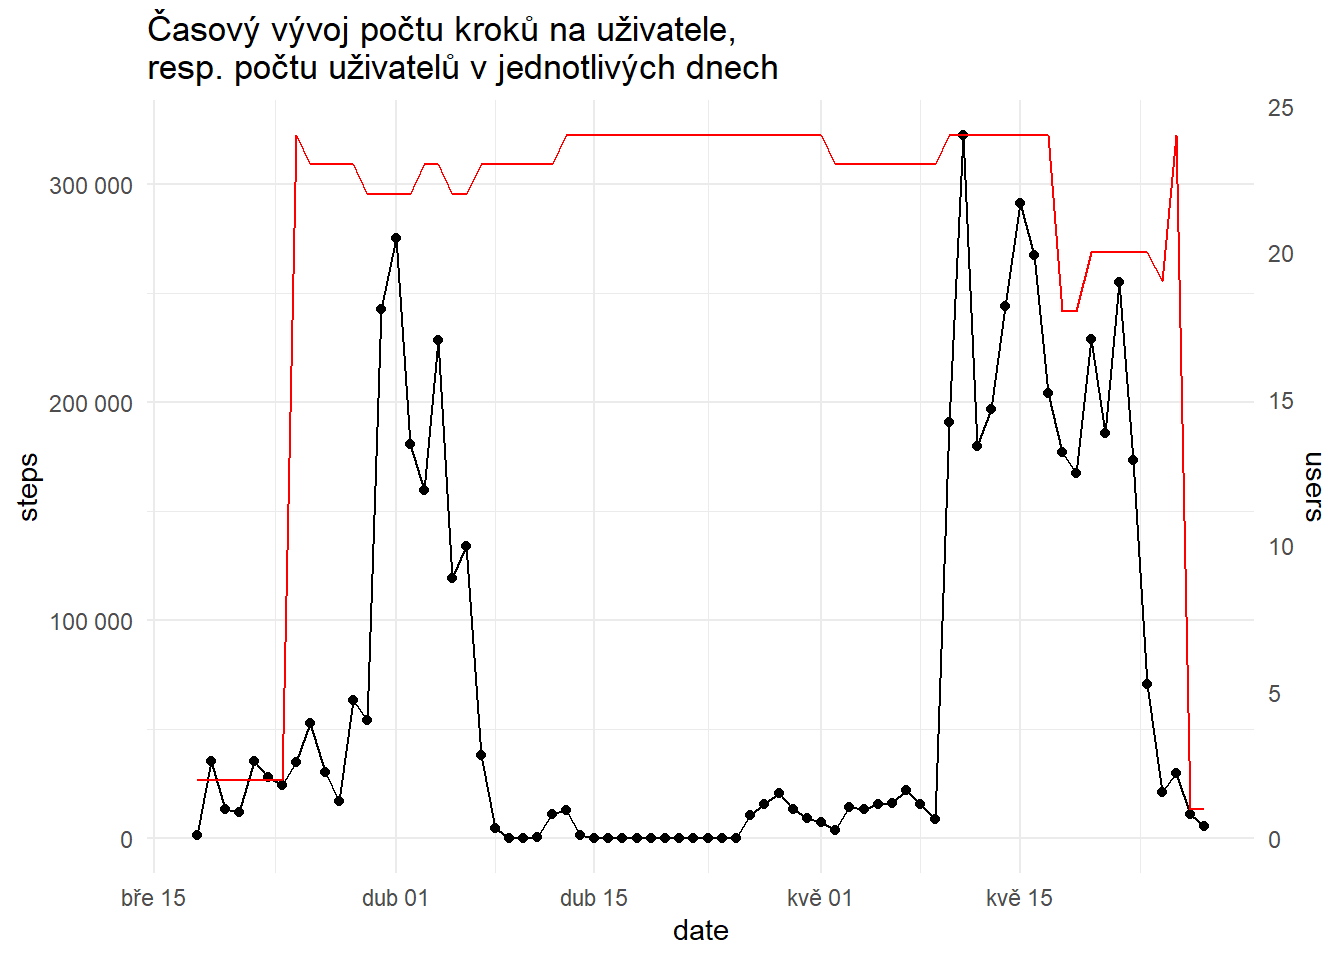 Časový vývoj počtu kroků na uživatele,
resp. počtu uživatelů v jednotlivých dnech
steps
300 000
200 000
100 000
0
25
20
15
10
5
0
users
bře 15
dub 01
dub 15
kvě 01
kvě 15
date